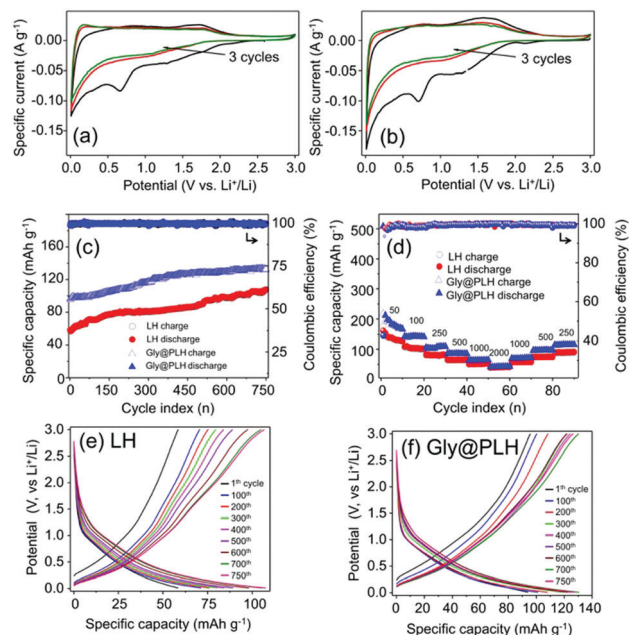 0.00
-0.05
-0.10
-0.15
Specific current (A g⁻¹)
3 cycles
(a)
0.0 0.5 1.0 1.5 2.0 2.5 3.0
Potential (V vs. Li⁺/Li)
0.00
-0.05
-0.10
-0.15
Specific current (A g⁻¹)
3 cycles
(b)
0.0 0.5 1.0 1.5 2.0 2.5 3.0
Potential (V vs. Li⁺/Li)
160
120
80
40
0
Specific capacity (mAh g⁻¹)
(c)
LH charge
LH discharge
Gly@PLH charge
Gly@PLH discharge
100
75
50
25
Coulombic efficiency (%)
0 250 500 750
Cycle index (n)
500
400
300
200
100
0
Specific capacity (mAh g⁻¹)
(d)
LH charge
LH discharge
Gly@PLH charge
Gly@PLH discharge
50
100
250
500
1000
2000
1000
500
250
100
80
60
40
Coulombic efficiency (%)
0 20 40 60 80
Cycle index (n)
3.0
2.5
2.0
1.5
1.0
0.5
0.0
Potential (V, vs Li⁺/Li)
(e) LH
1ᵗʰ cycle
100ᵗʰ
200ᵗʰ
300ᵗʰ
400ᵗʰ
500ᵗʰ
600ᵗʰ
700ᵗʰ
750ᵗʰ
0 25 50 75 100
Specific capacity (mAh g⁻¹)
3.0
2.5
2.0
1.5
1.0
0.5
0.0
Potential (V, vs Li⁺/Li)
(f) Gly@PLH
1ᵗʰ cycle
100ᵗʰ
200ᵗʰ
300ᵗʰ
400ᵗʰ
500ᵗʰ
600ᵗʰ
700ᵗʰ
750ᵗʰ
0 20 40 60 80 100 120 140
Specific capacity (mAh g⁻¹)